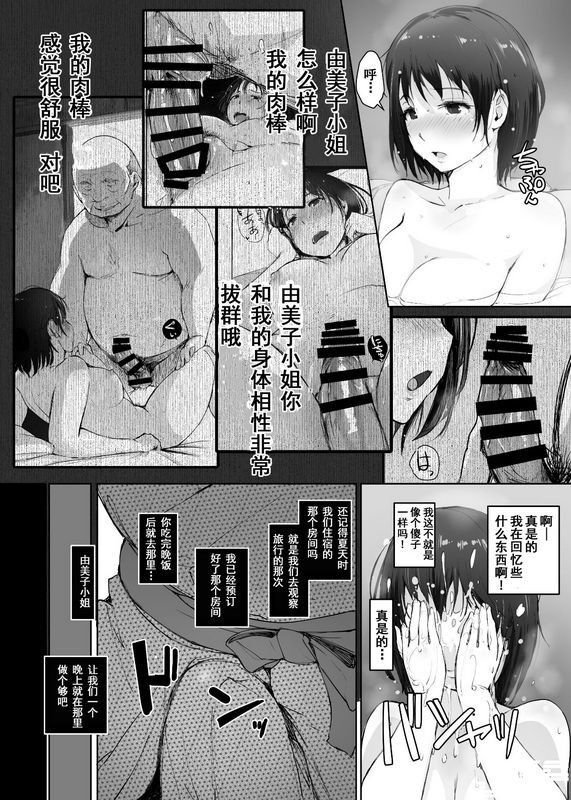 呼…
ちゃぷん
由美子小姐
怎么样啊
我的肉棒
我的肉棒
感觉很舒服 对吧
由美子小姐你
和我的身体相性非常
拔群哦
はっ
啊—
真是的
我在回忆些
什么东西啊！
我这不就是
像个傻子
一样吗！
真是的…
还记得夏天时
我们住宿的
那个房间吗
就是我们去观察
旅行的那次
我已经预订
好了那个房间
你吃完晚饭
后就去那里…
由美子小姐
让我们一个
晚上就在那里
做个够吧